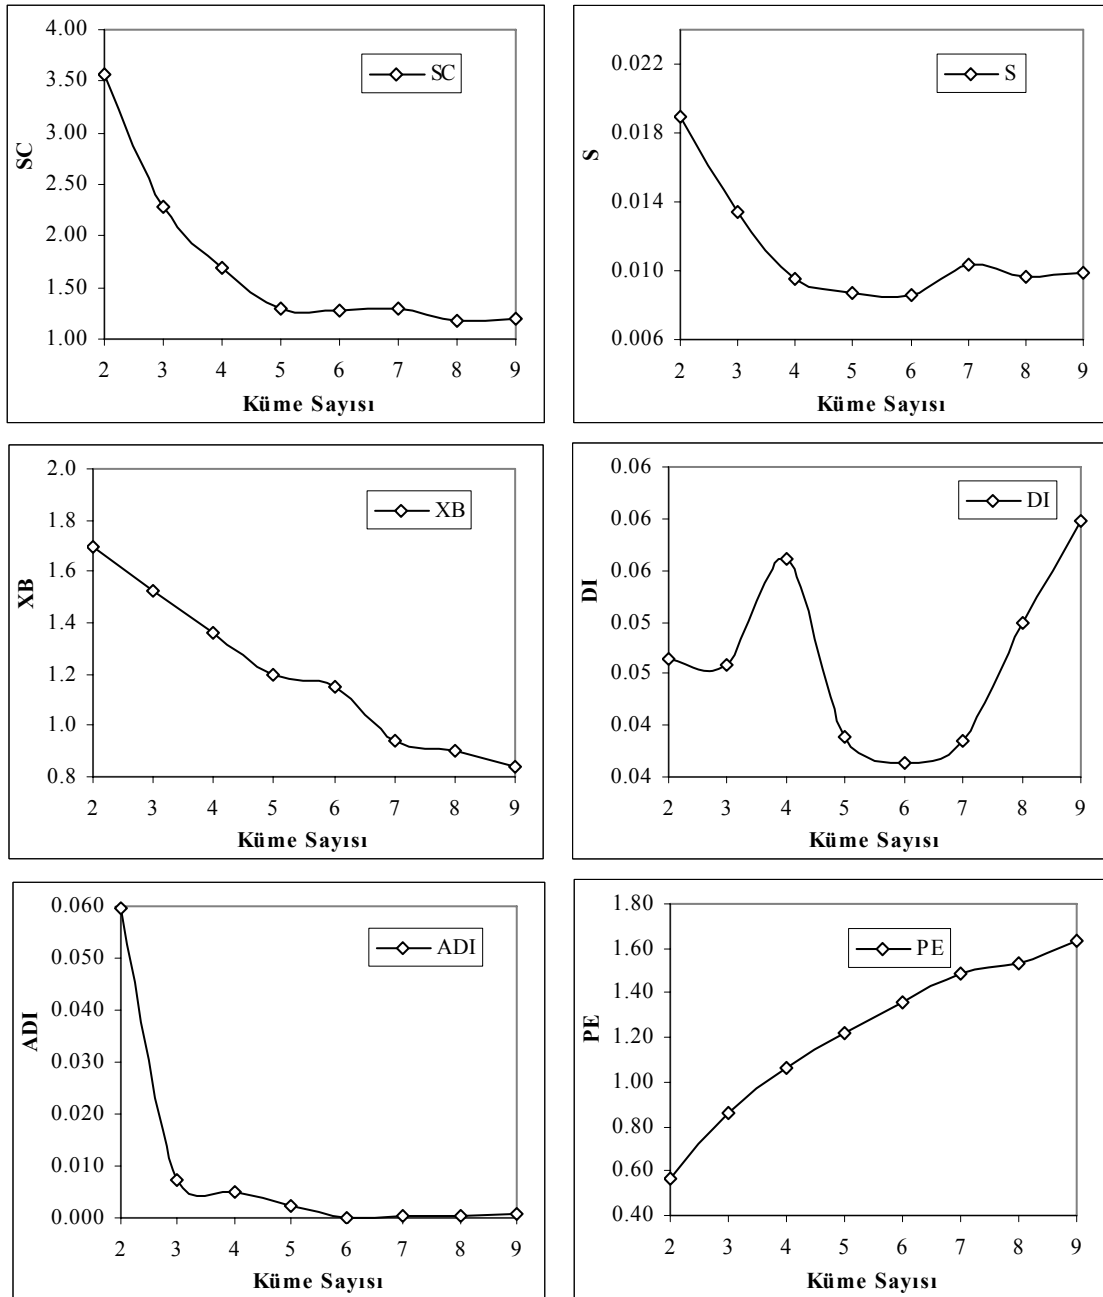 4.00
3.50
3.00
2.50
2.00
1.50
1.00
SC
SC
2 3 4 5 6 7 8 9
Küme Sayısı
0.022
0.018
0.014
0.010
0.006
S
S
2 3 4 5 6 7 8 9
Küme Sayısı
2.0
1.8
1.6
1.4
1.2
1.0
0.8
XB
XB
2 3 4 5 6 7 8 9
Küme Sayısı
0.06
0.06
0.06
0.05
0.05
0.04
0.04
DI
DI
2 3 4 5 6 7 8 9
Küme Sayısı
0.060
0.050
0.040
0.030
0.020
0.010
0.000
ADI
ADI
2 3 4 5 6 7 8 9
Küme Sayısı
1.80
1.60
1.40
1.20
1.00
0.80
0.60
0.40
PE
PE
2 3 4 5 6 7 8 9
Küme Sayısı